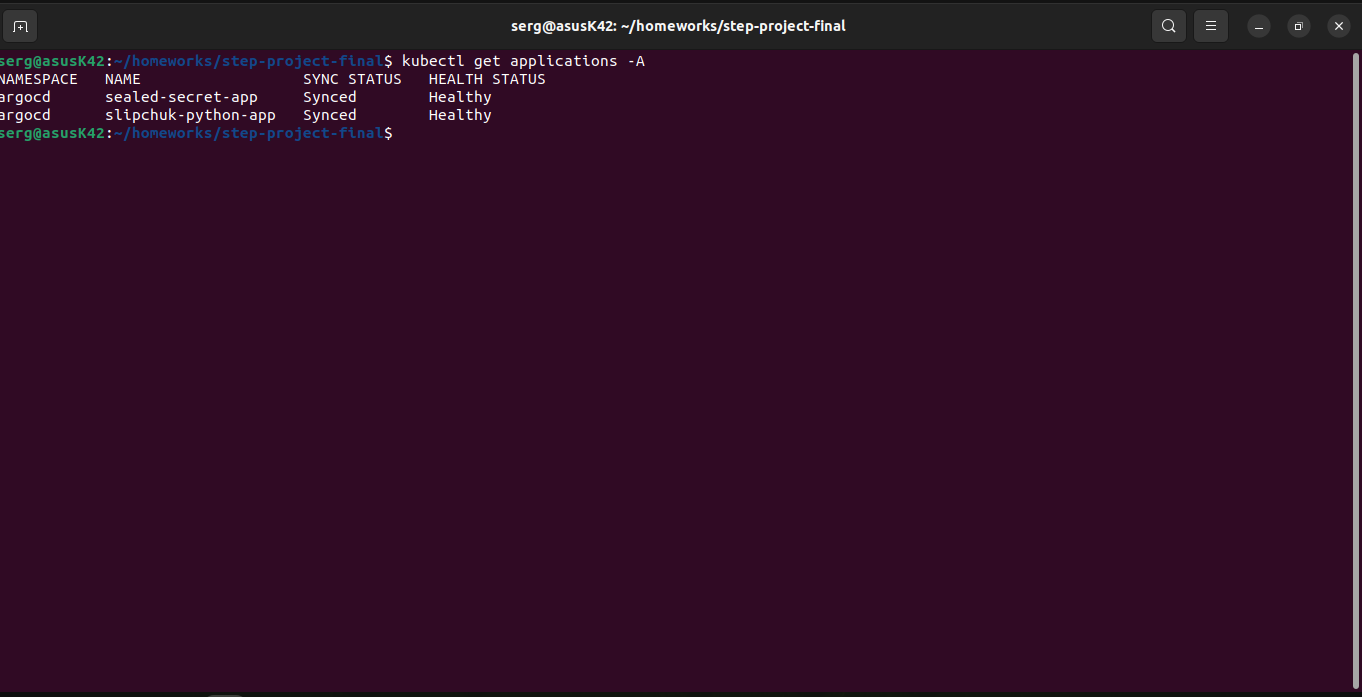 serg@asusK42: ~/homeworks/step-project-final
serg@asusK42:~/homeworks/step-project-final$ kubectl get applications -A
NAMESPACE   NAME                  SYNC STATUS   HEALTH STATUS
argocd      sealed-secret-app     Synced        Healthy
argocd      slipchuk-python-app   Synced        Healthy
serg@asusK42:~/homeworks/step-project-final$